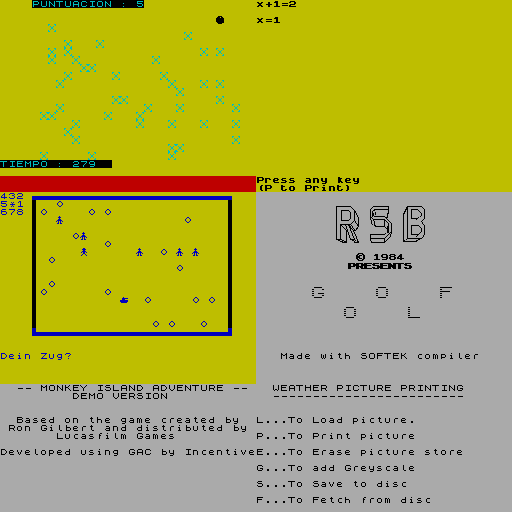 PUNTUACION : 5
TIEMPO : 279
x+1=2
x=1
Press any key
(P to Print)
432
5*1
678
Dein Zug?
RSB
© 1984
PRESENTS
G O F
O L
Made with SOFTEK compiler
-- MONKEY ISLAND ADVENTURE --
DEMO VERSION
Based on the game created by
Ron Gilbert and distributed by
Lucasfilm Games
Developed using GAC by Incentive
WEATHER PICTURE PRINTING
------------------------
L...To Load picture.
P...To Print picture
E...To Erase picture store
G...To add Greyscale
S...To Save to disc
F...To Fetch from disc